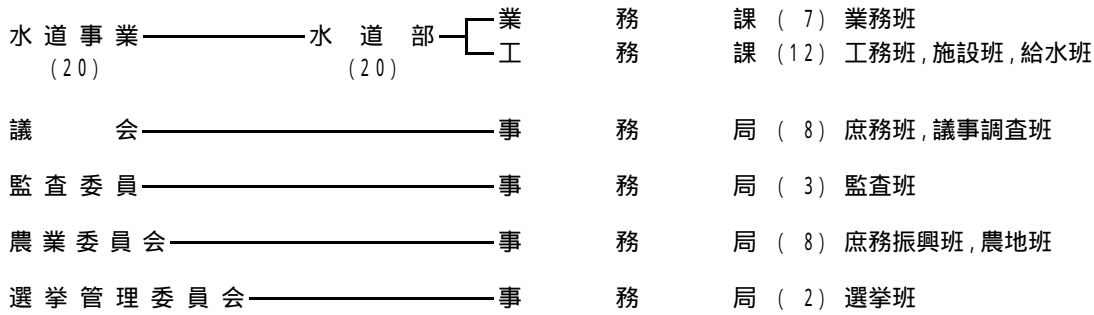 業務課 (7) 業務班
水道事業 水道部
工務課 (12) 工務班,施設班,給水班
(20) (20)
議会 事務局 (8) 庶務班,議事調査班
監査委員 事務局 (3) 監査班
農業委員会 事務局 (8) 庶務振興班,農地班
選挙管理委員会 事務局 (2) 選挙班